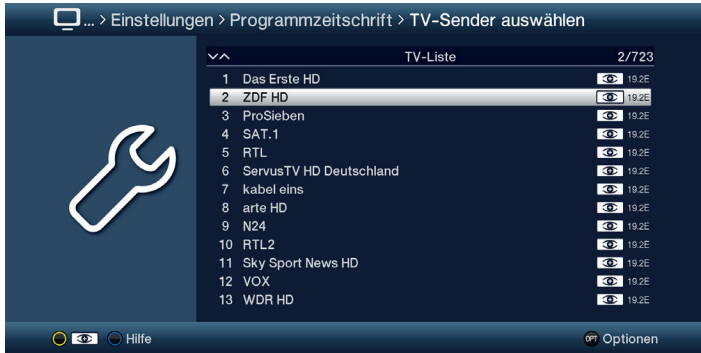 ... > Einstellungen > Programmzeitschrift > TV-Sender auswählen
TV-Liste 2/723
1 Das Erste HD 19.2E
2 ZDF HD 19.2E
3 ProSieben 19.2E
4 SAT.1 19.2E
5 RTL 19.2E
6 ServusTV HD Deutschland 19.2E
7 kabel eins 19.2E
8 arte HD 19.2E
9 N24 19.2E
10 RTL2 19.2E
11 Sky Sport News HD 19.2E
12 VOX 19.2E
13 WDR HD 19.2E
Hilfe OPT Optionen